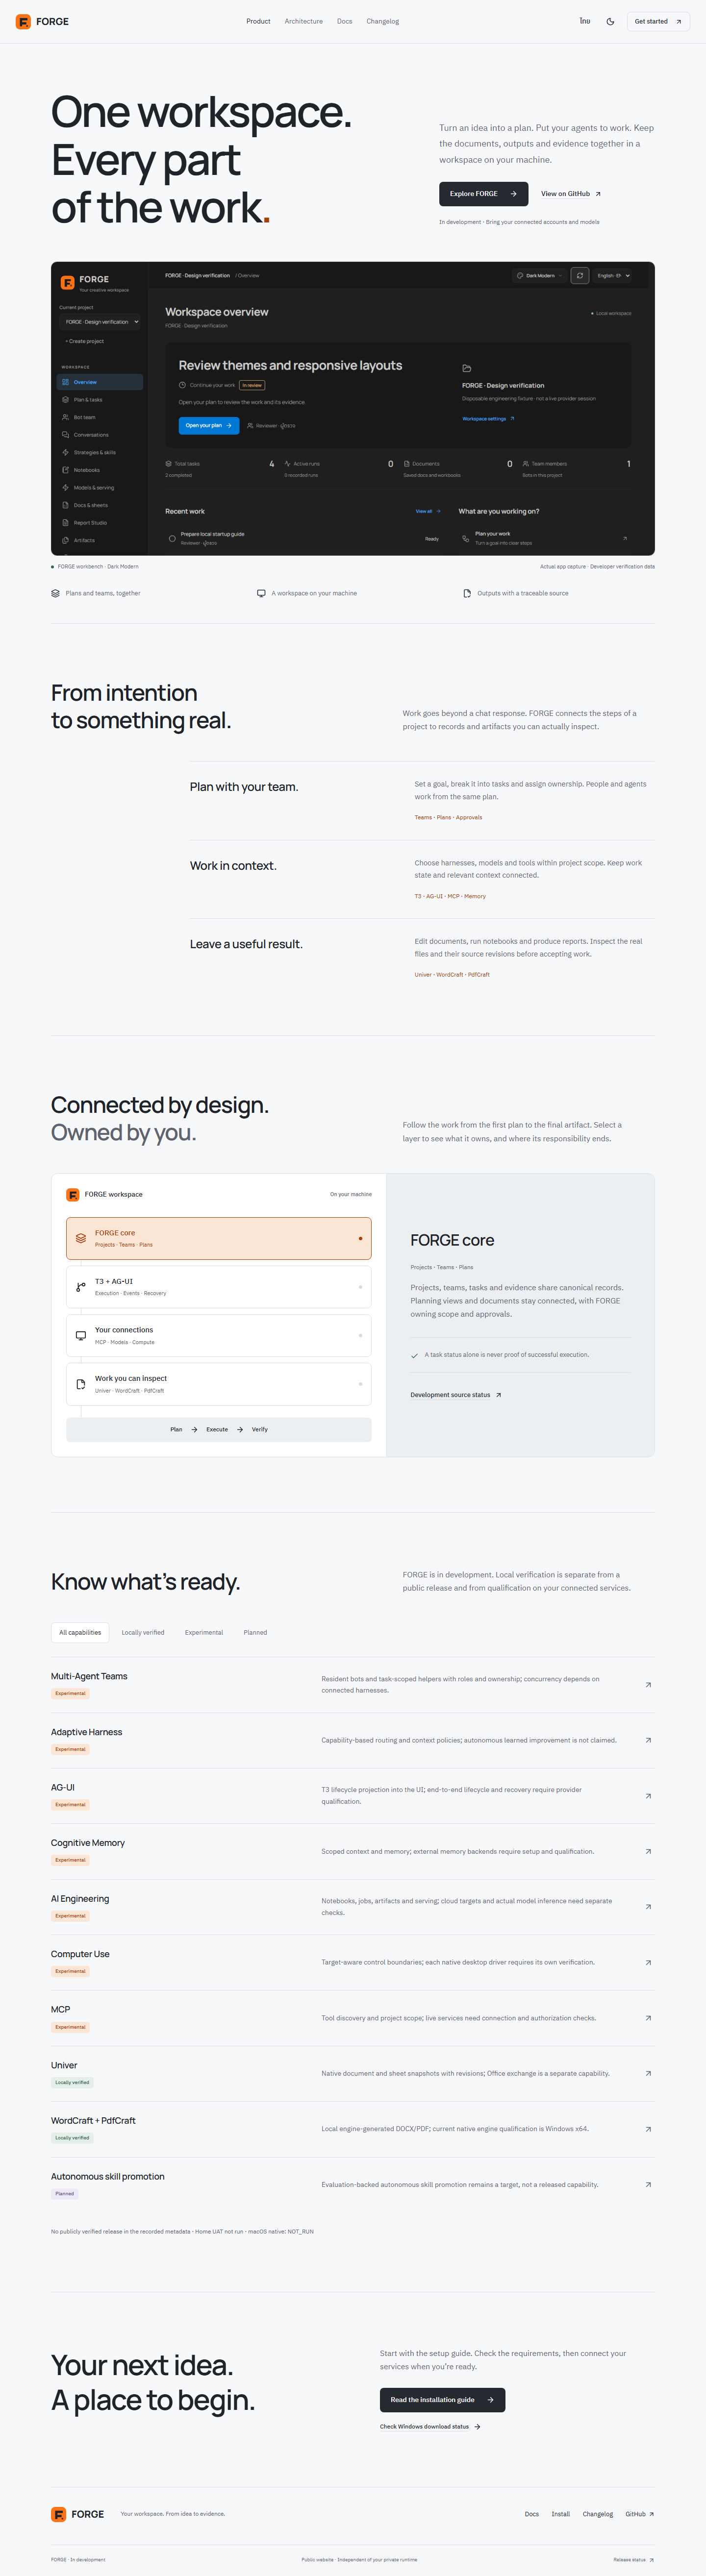 FORGE
Product Architecture Docs Changelog
ไทย
Get started
One workspace.
Every part
of the work.
Turn an idea into a plan. Put your agents to work. Keep
the documents, outputs and evidence together in a
workspace on your machine.
Explore FORGE
View on GitHub
In development · Bring your connected accounts and models
FORGE
Your creative workspace
Current project
FORGE · Design verification
+ Create project
WORKSPACE
Overview
Plan & tasks
Bot team
Conversations
Strategies & skills
Notebooks
Models & serving
Docs & sheets
Report Studio
Artifacts
FORGE · Design verification / Overview
Dark Modern
English
Workspace overview
FORGE · Design verification
Local workspace
Review themes and responsive layouts
Continue your work In review
Open your plan to review the work and its evidence.
Open your plan
Reviewer
FORGE · Design verification
Disposable engineering fixture· not a live provider session
Workspace settings
Total tasks 4
2 completed
Active runs 0
0 recorded runs
Documents 0
Saved docs and workbooks
Team members 1
Bots in this project
Recent work
View all
Prepare local startup guide
Reviewer
Ready
What are you working on?
Plan your work
Turn a goal into clear steps
FORGE workbench · Dark Modern
Actual app capture · Developer verification data
Plans and teams, together
A workspace on your machine
Outputs with a traceable source
From intention
to something real.
Work goes beyond a chat response. FORGE connects the steps of a
project to records and artifacts you can actually inspect.
Plan with your team.
Set a goal, break it into tasks and assign ownership. People and agents
work from the same plan.
Teams · Plans · Approvals
Work in context.
Choose harnesses, models and tools within project scope. Keep work
state and relevant context connected.
T3 · AG-UI · MCP · Memory
Leave a useful result.
Edit documents, run notebooks and produce reports. Inspect the real
files and their source revisions before accepting work.
Univer · WordCraft · PdfCraft
Connected by design.
Owned by you.
Follow the work from the first plan to the final artifact. Select a
layer to see what it owns, and where its responsibility ends.
FORGE workspace
On your machine
FORGE core
Projects · Teams · Plans
T3 + AG-UI
Execution · Events · Recovery
Your connections
MCP · Models · Compute
Work you can inspect
Univer · WordCraft · PdfCraft
Plan → Execute → Verify
FORGE core
Projects · Teams · Plans
Projects, teams, tasks and evidence share canonical records.
Planning views and documents stay connected, with FORGE
owning scope and approvals.
A task status alone is never proof of successful execution.
Development source status
Know what's ready.
FORGE is in development. Local verification is separate from a
public release and from qualification on your connected services.
All capabilities Locally verified Experimental Planned
Multi-Agent Teams
Experimental
Resident bots and task-scoped helpers with roles and ownership; concurrency depends on
connected harnesses.
Adaptive Harness
Experimental
Capability-based routing and context policies; autonomous learned improvement is not claimed.
AG-UI
Experimental
T3 lifecycle projection into the UI; end-to-end lifecycle and recovery require provider
qualification.
Cognitive Memory
Experimental
Scoped context and memory; external memory backends require setup and qualification.
AI Engineering
Experimental
Notebooks, jobs, artifacts and serving; cloud targets and actual model inference need separate
checks.
Computer Use
Experimental
Target-aware control boundaries; each native desktop driver requires its own verification.
MCP
Experimental
Tool discovery and project scope; live services need connection and authorization checks.
Univer
Locally verified
Native document and sheet snapshots with revisions; Office exchange is a separate capability.
WordCraft + PdfCraft
Locally verified
Local engine-generated DOCX/PDF; current native engine qualification is Windows x64.
Autonomous skill promotion
Planned
Evaluation-backed autonomous skill promotion remains a target, not a released capability.
No publicly verified release in the recorded metadata · Home UAT not run · macOS native: NOT_RUN
Your next idea.
A place to begin.
Start with the setup guide. Check the requirements, then connect your
services when you're ready.
Read the installation guide
Check Windows download status
FORGE
Your workspace. From idea to evidence.
Docs Install Changelog GitHub
FORGE · In development
Public website · Independent of your private runtime
Release status